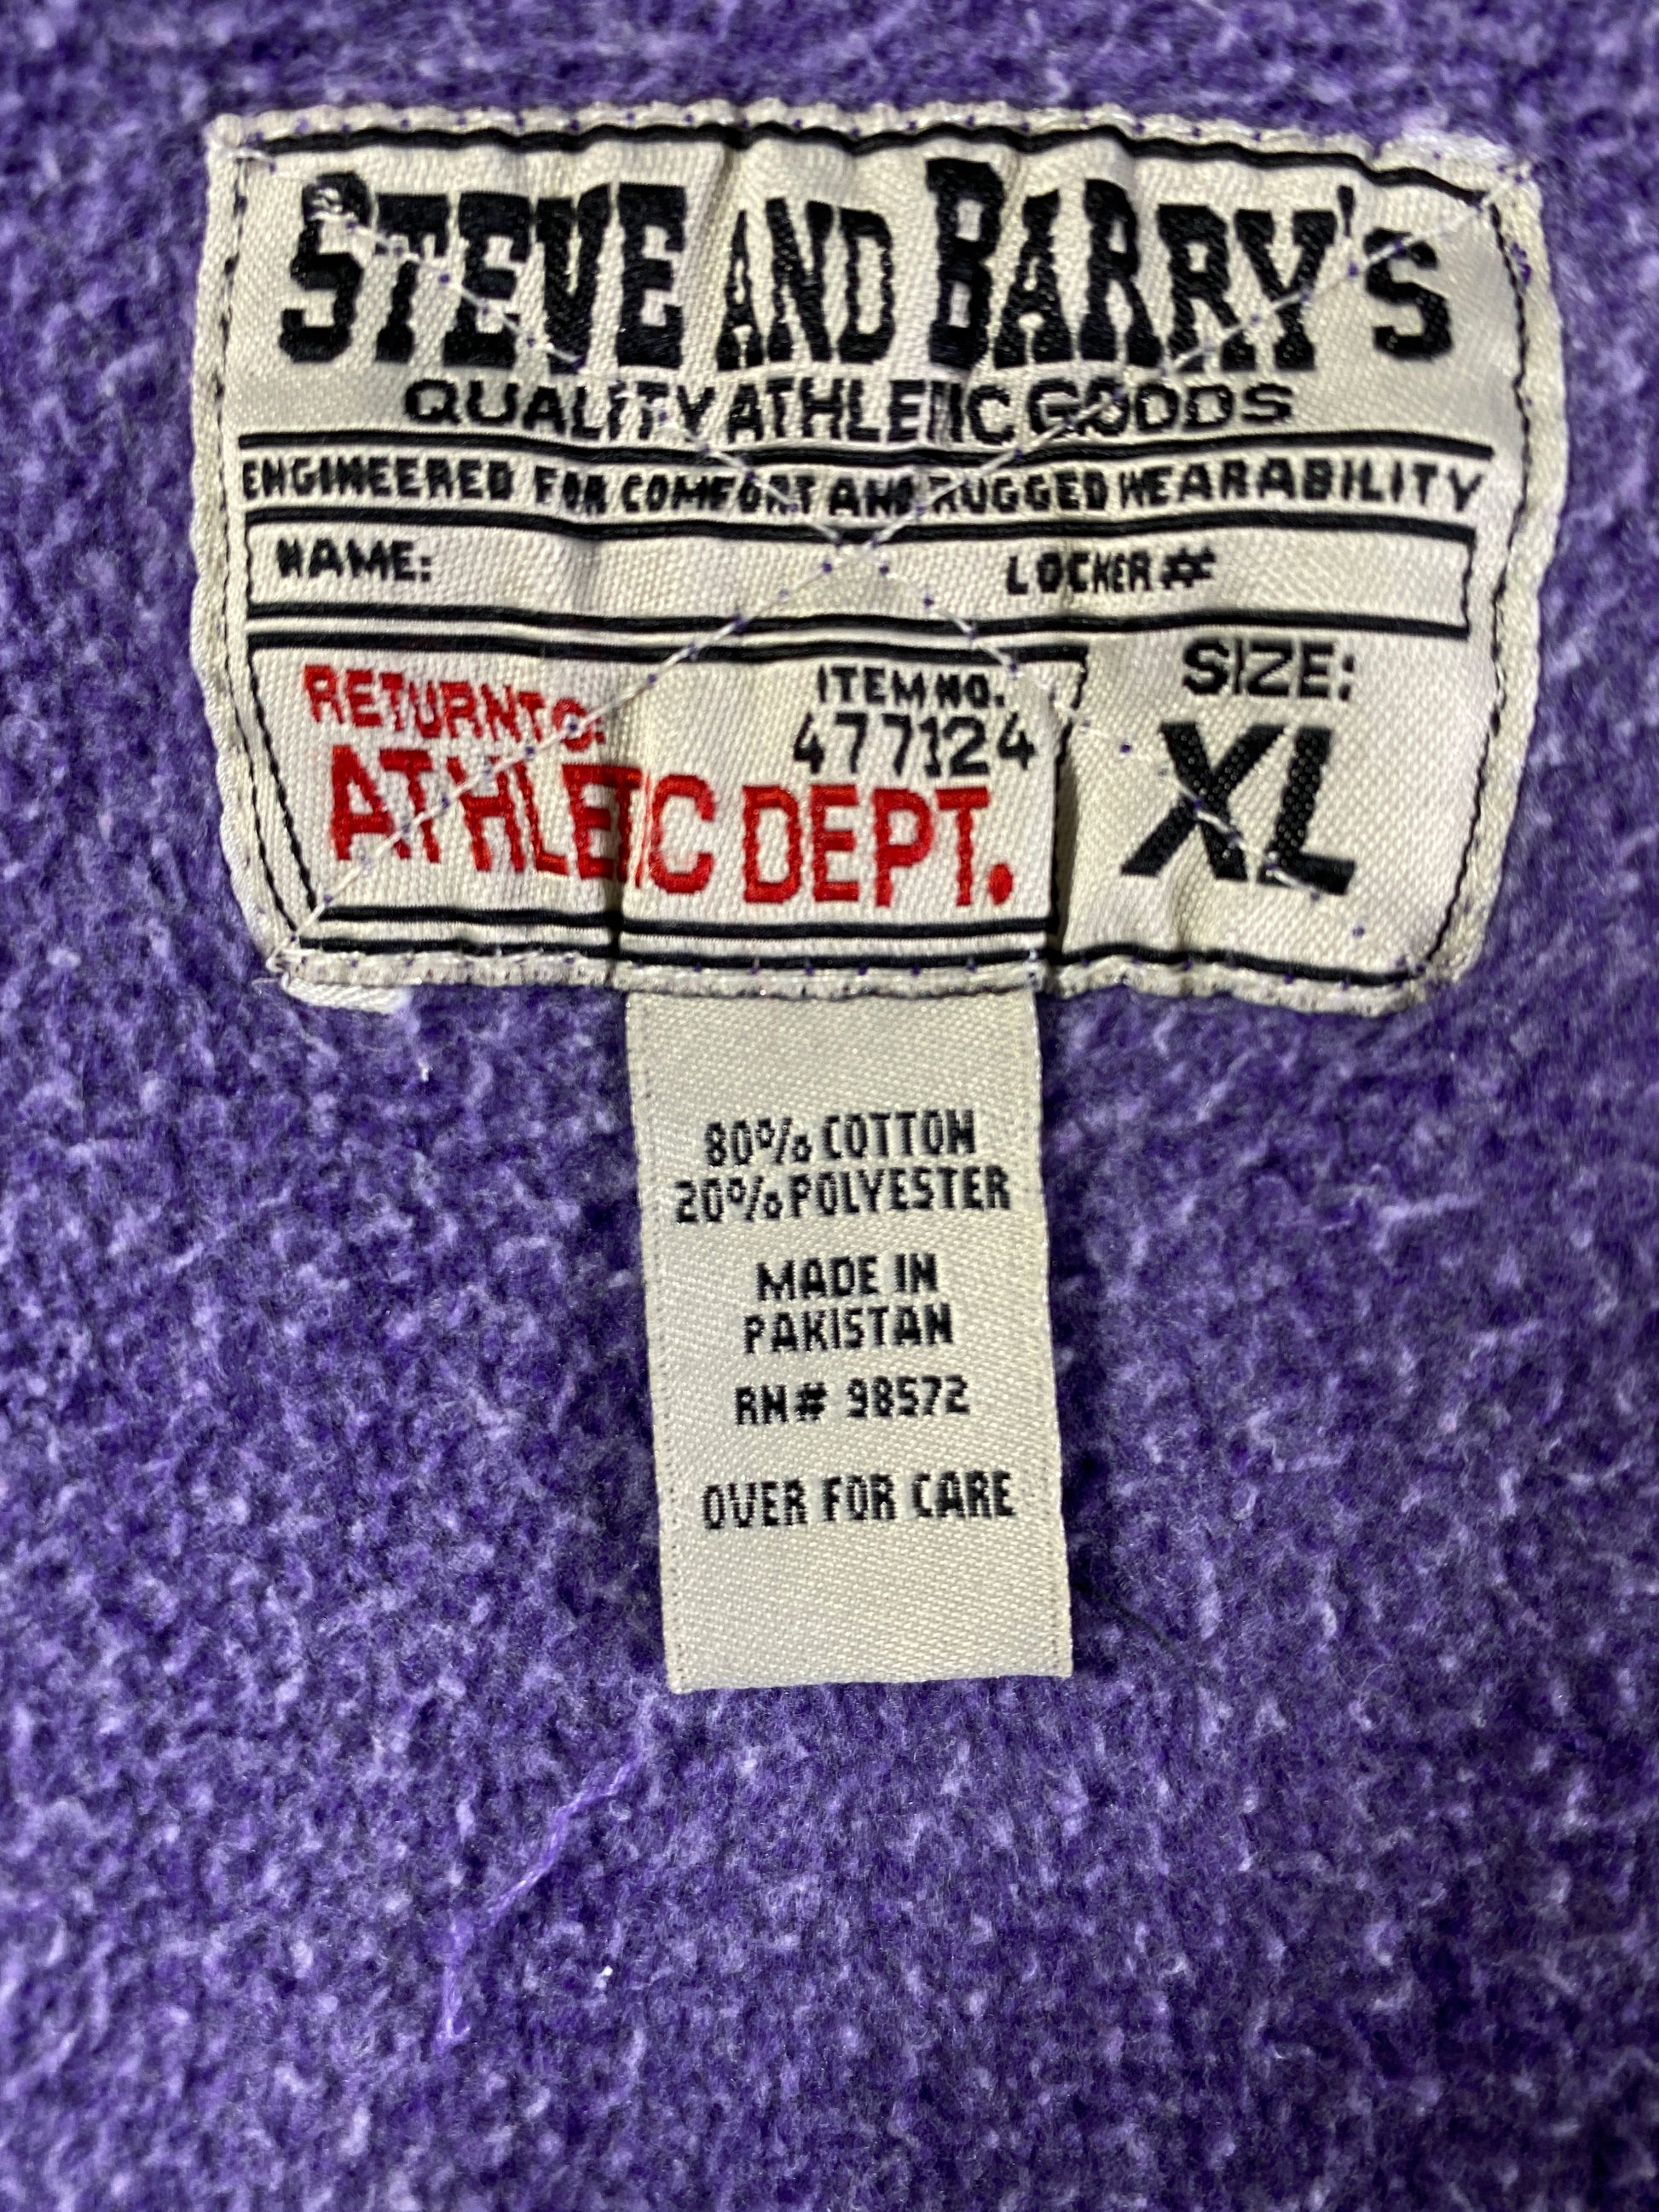 STEVE AND BARRY'S
QUALITY ATHLETIC GOODS
ENGINEERED FOR COMFORT AND RUGGED WEARABILITY
NAME: LOCKER #
RETURN TO:
ATHLETIC DEPT.
ITEM NO.
477124
SIZE:
XL
80% COTTON
20% POLYESTER
MADE IN
PAKISTAN
RN# 98572
OVER FOR CARE